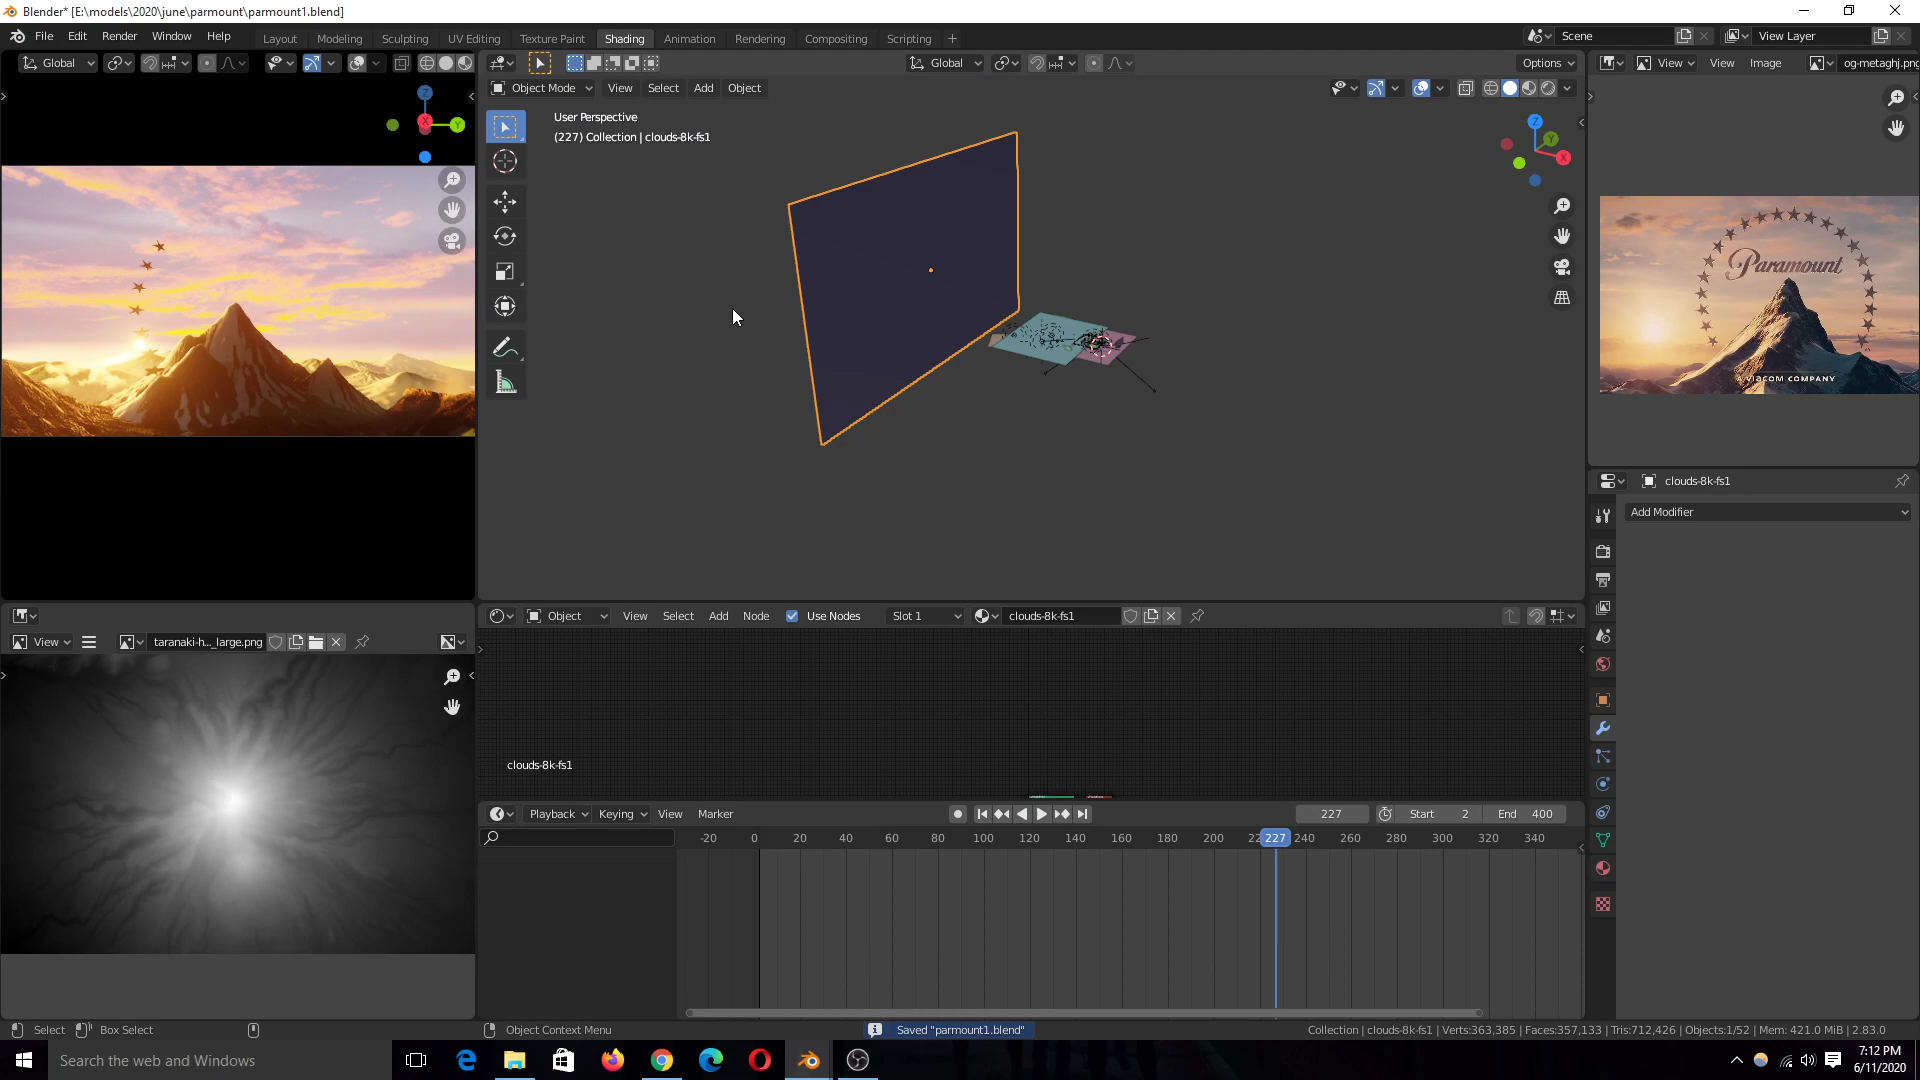 Blender* [E:\models\2020\june\parmount\parmount1.blend]
File Edit Render Window Help
Layout Modeling Sculpting UV Editing Texture Paint Shading Animation Rendering Compositing Scripting
Scene
View Layer
Global
Global
Options
View
View
Image
og-metaghj.png
Object Mode
View
Select
Add
Object
User Perspective
(227) Collection | clouds-8k-fs1
Z
X
Y
Z
Y
X
Paramount
A VIACOM COMPANY
clouds-8k-fs1
Add Modifier
Object
View
Select
Add
Node
Use Nodes
Slot 1
clouds-8k-fs1
View
taranaki-h..._large.png
clouds-8k-fs1
Playback
Keying
View
Marker
227
Start 2
End 400
-20 0 20 40 60 80 100 120 140 160 180 200 22 227 240 260 280 300 320 340
Select
Box Select
Object Context Menu
Saved "parmount1.blend"
Collection | clouds-8k-fs1 | Verts:363,385 | Faces:357,133 | Tris:712,426 | Objects:1/52 | Mem: 421.0 MiB | 2.83.0
Search the web and Windows
7:12 PM
6/11/2020